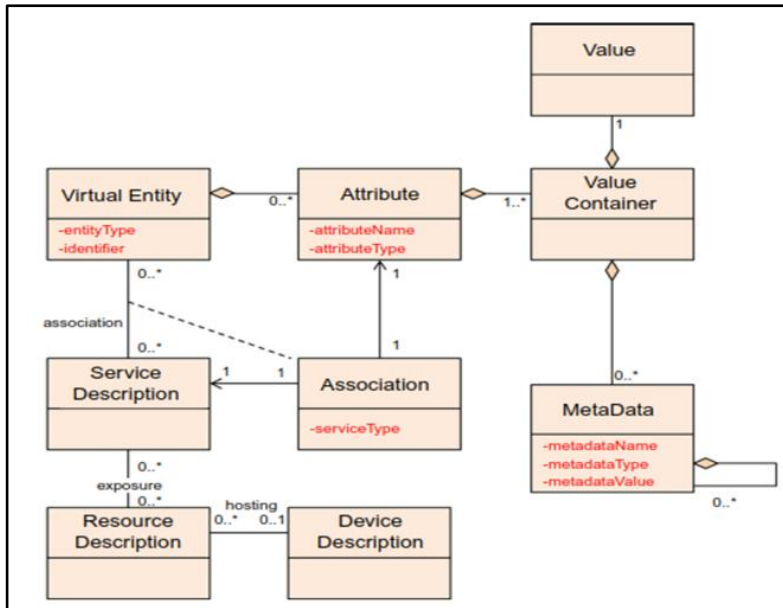 Value
1
Virtual Entity
-entityType
-identifier
0..*
Attribute
-attributeName
-attributeType
1..*
Value
Container
0..*
association
0..*
1
1
Service
Description
1
1
Association
-serviceType
0..*
MetaData
-metadataName
-metadataType
-metadataValue
0..*
0..*
exposure
0..*
Resource
Description
hosting
0..*
0..1
Device
Description